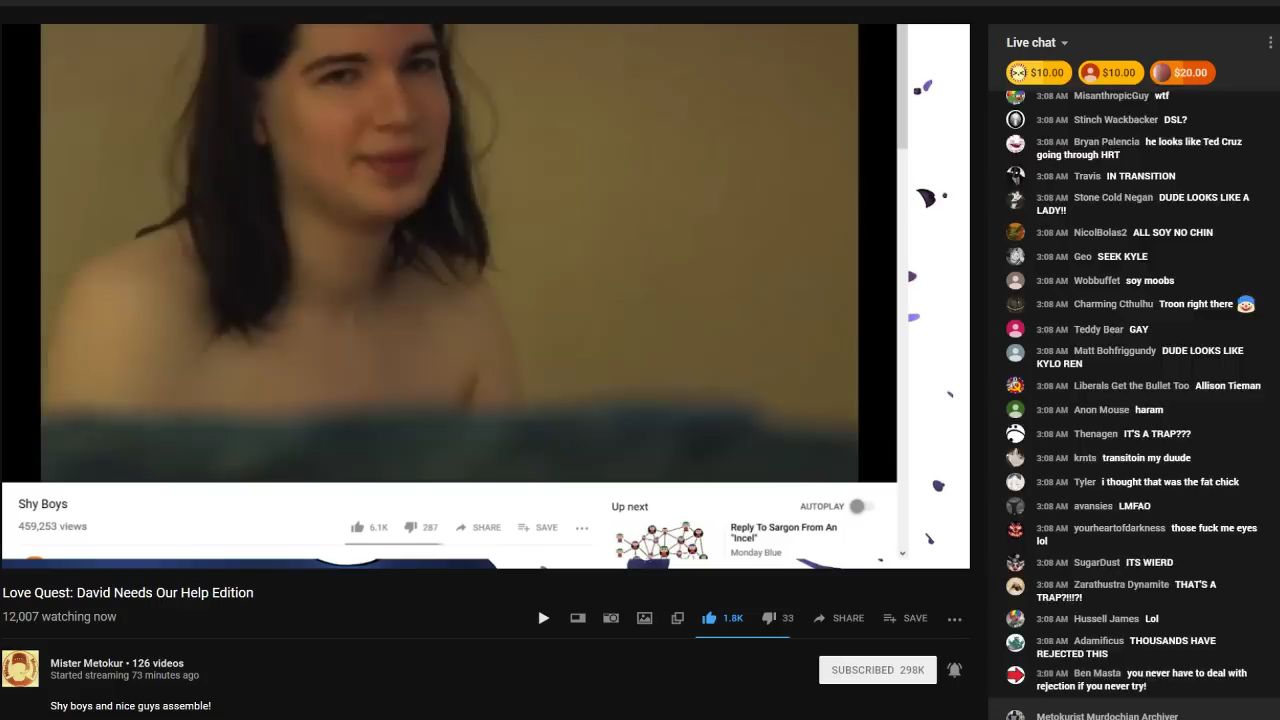 Live chat
$10.00 $10.00 $20.00
3:08 AM MisanthropicGuy wtf
3:08 AM Stinch Wackbacker DSL?
3:08 AM Bryan Palencia he looks like Ted Cruz
going through HRT
3:08 AM Travis IN TRANSITION
3:08 AM Stone Cold Negan DUDE LOOKS LIKE A
LADY!!
3:08 AM NicolBolas2 ALL SOY NO CHIN
3:08 AM Geo SEEK KYLE
3:08 AM Wobbuffet soy moobs
3:08 AM Charming Cthulhu Troon right there
3:08 AM Teddy Bear GAY
3:08 AM Matt Bohfriggundy DUDE LOOKS LIKE
KYLO REN
3:08 AM Liberals Get the Bullet Too Allison Tieman
3:08 AM Anon Mouse haram
3:08 AM Thenagen IT'S A TRAP???
3:08 AM krnts transitoin my duude
3:08 AM Tyler i thought that was the fat chick
3:08 AM avansies LMFAO
3:08 AM yourheartofdarkness those fuck me eyes
lol
3:08 AM SugarDust ITS WIERD
3:08 AM Zarathustra Dynamite THAT'S A
TRAP?!!!?!
3:08 AM Hussell James Lol
3:08 AM Adamificus THOUSANDS HAVE
REJECTED THIS
3:08 AM Ben Masta you never have to deal with
rejection if you never try!
Metokurist Murdochian Archiver
Shy Boys
459,253 views
6.1K 287 SHARE SAVE
Up next
AUTOPLAY
Reply To Sargon From An
"Incel"
Monday Blue
Love Quest: David Needs Our Help Edition
12,007 watching now
1.8K 33 SHARE SAVE
Mister Metokur • 126 videos
Started streaming 73 minutes ago
SUBSCRIBED 298K
Shy boys and nice guys assemble!